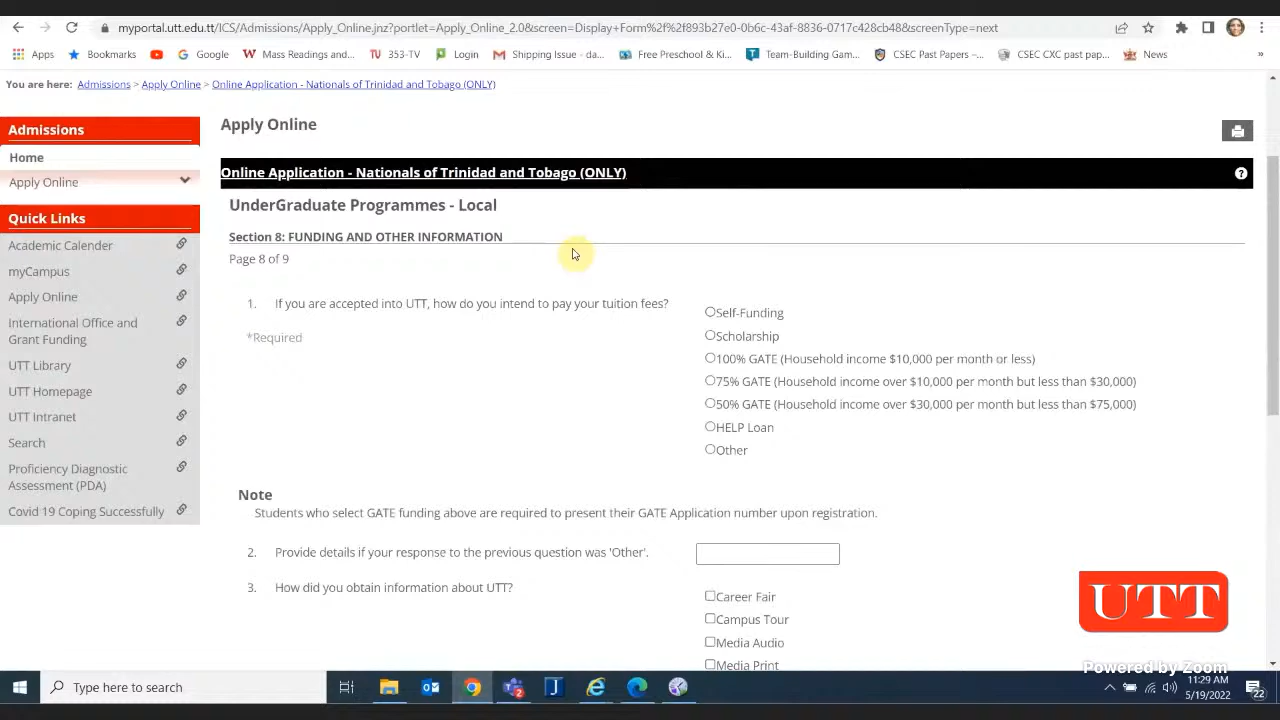 myportal.utt.edu.tt/ICS/Admissions/Apply_Online.jnz?portlet=Apply_Online_2.0&screen=Display+Form%2f%2f893b27e0-0b6c-43af-8836-0717c428cb48&screenType=next
Apps Bookmarks Google Mass Readings and... 353-TV Login Shipping Issue - da... Free Preschool & Ki... Team-Building Gam... CSEC Past Papers –... CSEC CXC past pap... News »
You are here: Admissions > Apply Online > Online Application - Nationals of Trinidad and Tobago (ONLY)
Admissions
Home
Apply Online
Quick Links
Academic Calender
myCampus
Apply Online
International Office and
Grant Funding
UTT Library
UTT Homepage
UTT Intranet
Search
Proficiency Diagnostic
Assessment (PDA)
Covid 19 Coping Successfully
Apply Online
Online Application - Nationals of Trinidad and Tobago (ONLY)
UnderGraduate Programmes - Local
Section 8: FUNDING AND OTHER INFORMATION
Page 8 of 9
1. If you are accepted into UTT, how do you intend to pay your tuition fees?
*Required
Self-Funding
Scholarship
100% GATE (Household income $10,000 per month or less)
75% GATE (Household income over $10,000 per month but less than $30,000)
50% GATE (Household income over $30,000 per month but less than $75,000)
HELP Loan
Other
Note
Students who select GATE funding above are required to present their GATE Application number upon registration.
2. Provide details if your response to the previous question was 'Other'.
3. How did you obtain information about UTT?
Career Fair
Campus Tour
Media Audio
Media Print
UTT
Powered by Zoom
Type here to search
11:29 AM
5/19/2022
22